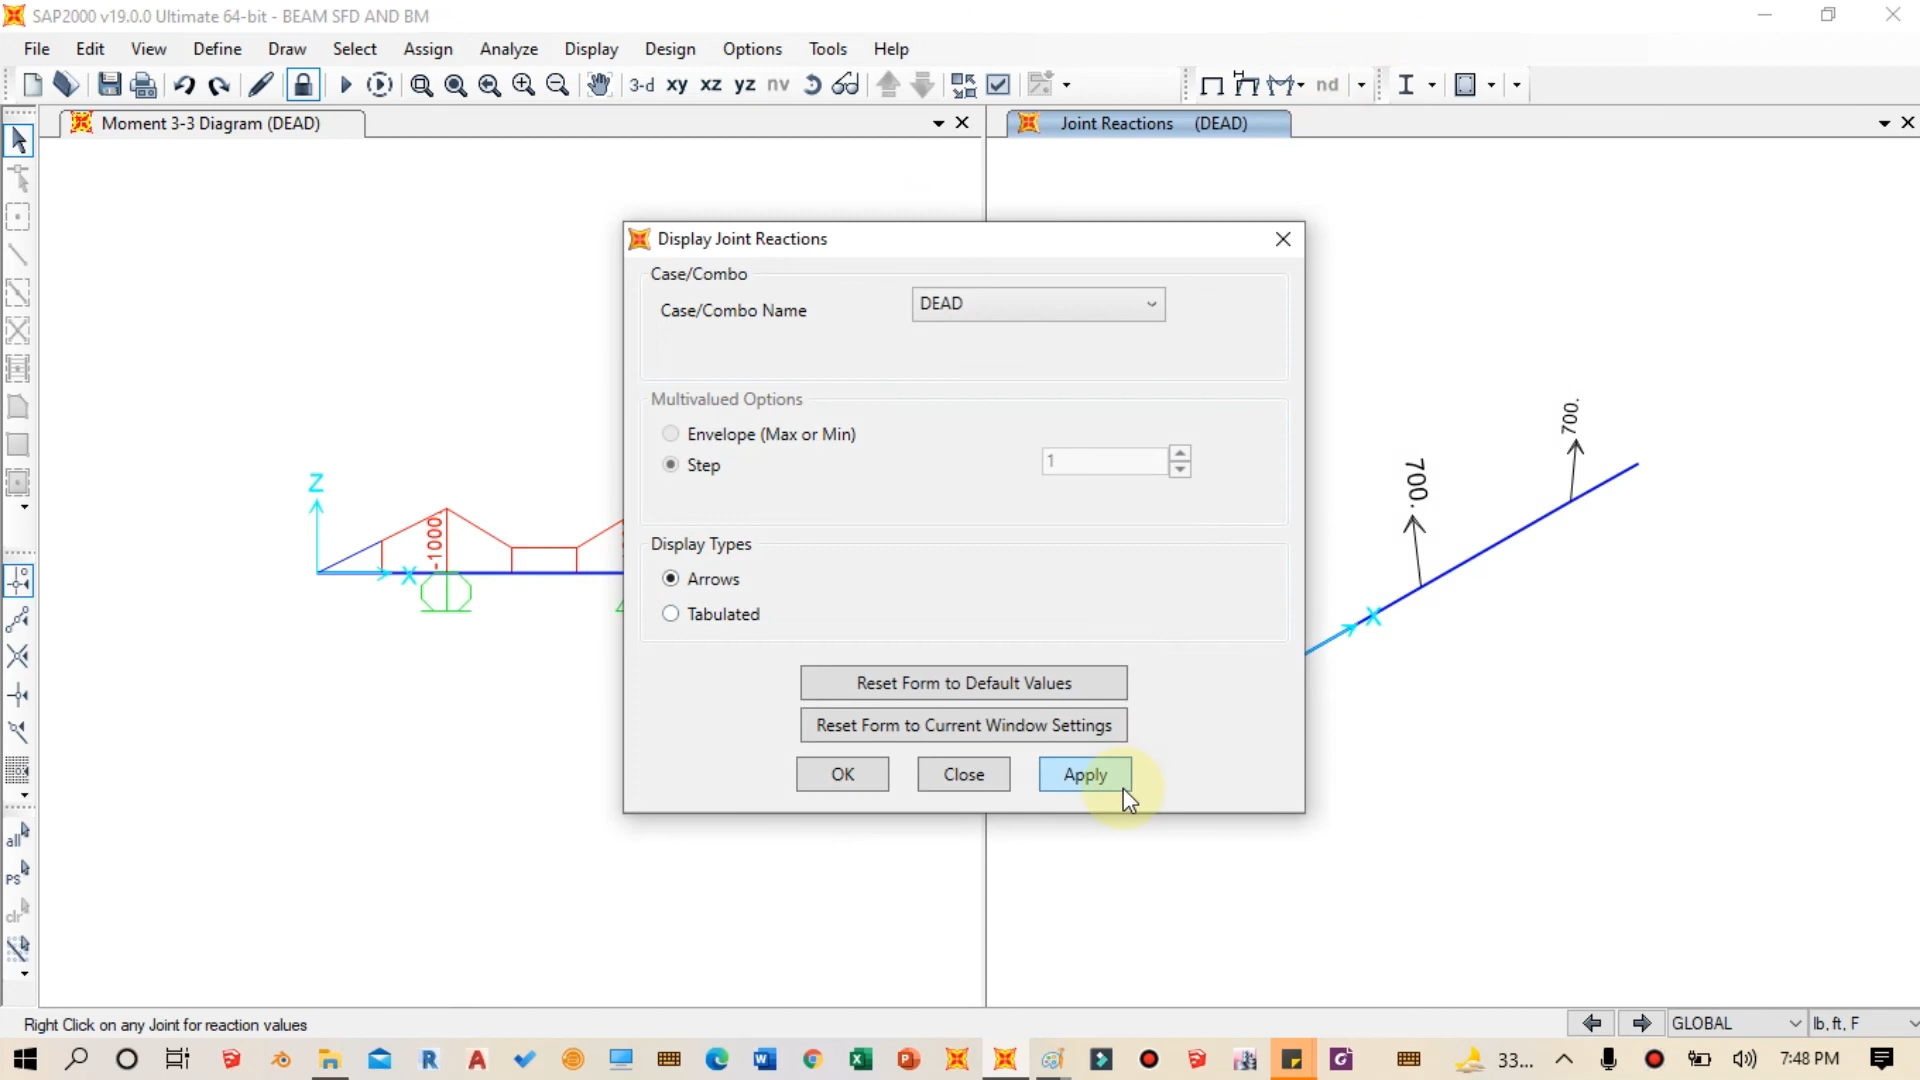 SAP2000 v19.0.0 Ultimate 64-bit - BEAM SFD AND BM
File Edit View Define Draw Select Assign Analyze Display Design Options Tools Help
3-d xy xz yz nv nd
Moment 3-3 Diagram (DEAD)
Joint Reactions (DEAD)
Display Joint Reactions
Case/Combo
Case/Combo Name DEAD
Multivalued Options
Envelope (Max or Min)
Step 1
Display Types
Arrows
Tabulated
Reset Form to Default Values
Reset Form to Current Window Settings
OK Close Apply
Z
-1000.
X
700.
700.
X
all
PS
clr
Right Click on any Joint for reaction values
GLOBAL
lb, ft, F
33...
7:48 PM